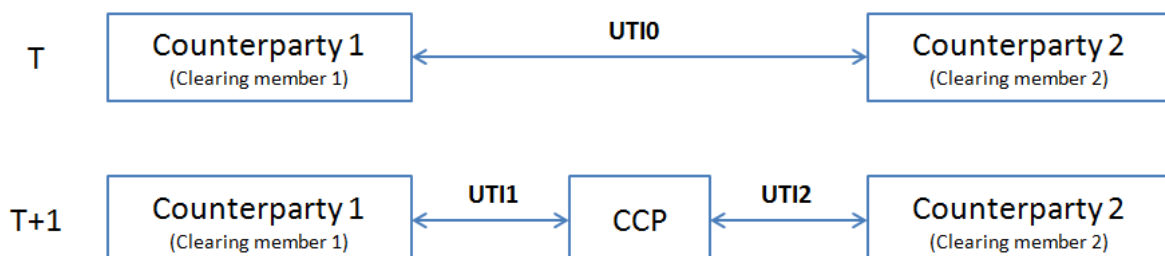 UTI0
T
Counterparty 1
(Clearing member 1)
Counterparty 2
(Clearing member 2)
UTI1
UTI2
T+1
Counterparty 1
(Clearing member 1)
CCP
Counterparty 2
(Clearing member 2)